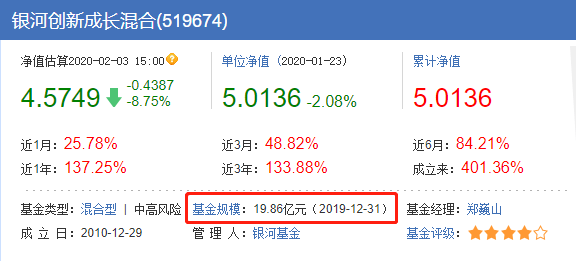 银河创新成长混合(519674)
净值估算2020-02-03 15:00 ? 单位净值 (2020-01-23) 累计净值
4.5749 -0.4387 -8.75% 5.0136 -2.08% 5.0136
近1月: 25.78% 近3月: 48.82% 近6月: 84.21%
近1年: 137.25% 近3年: 133.88% 成立来: 401.36%
基金类型: 混合型 | 中高风险 基金规模: 19.86亿元 (2019-12-31) 基金经理: 郑巍山
成 立 日: 2010-12-29 管 理 人: 银河基金 基金评级: